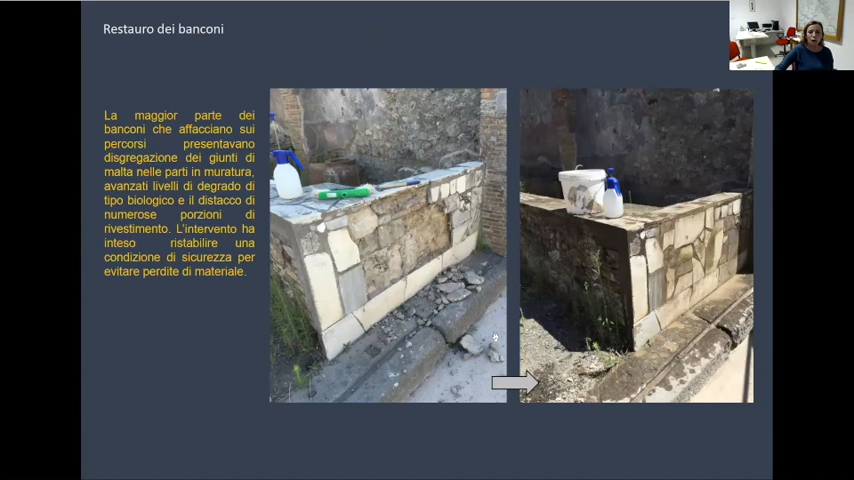 Restauro dei banconi
La maggior parte dei
banconi che affacciano sui
percorsi presentavano
disgregazione dei giunti di
malta nelle parti in muratura,
avanzati livelli di degrado di
tipo biologico e il distacco di
numerose porzioni di
rivestimento. L'intervento ha
inteso ristabilire una
condizione di sicurezza per
evitare perdite di materiale.